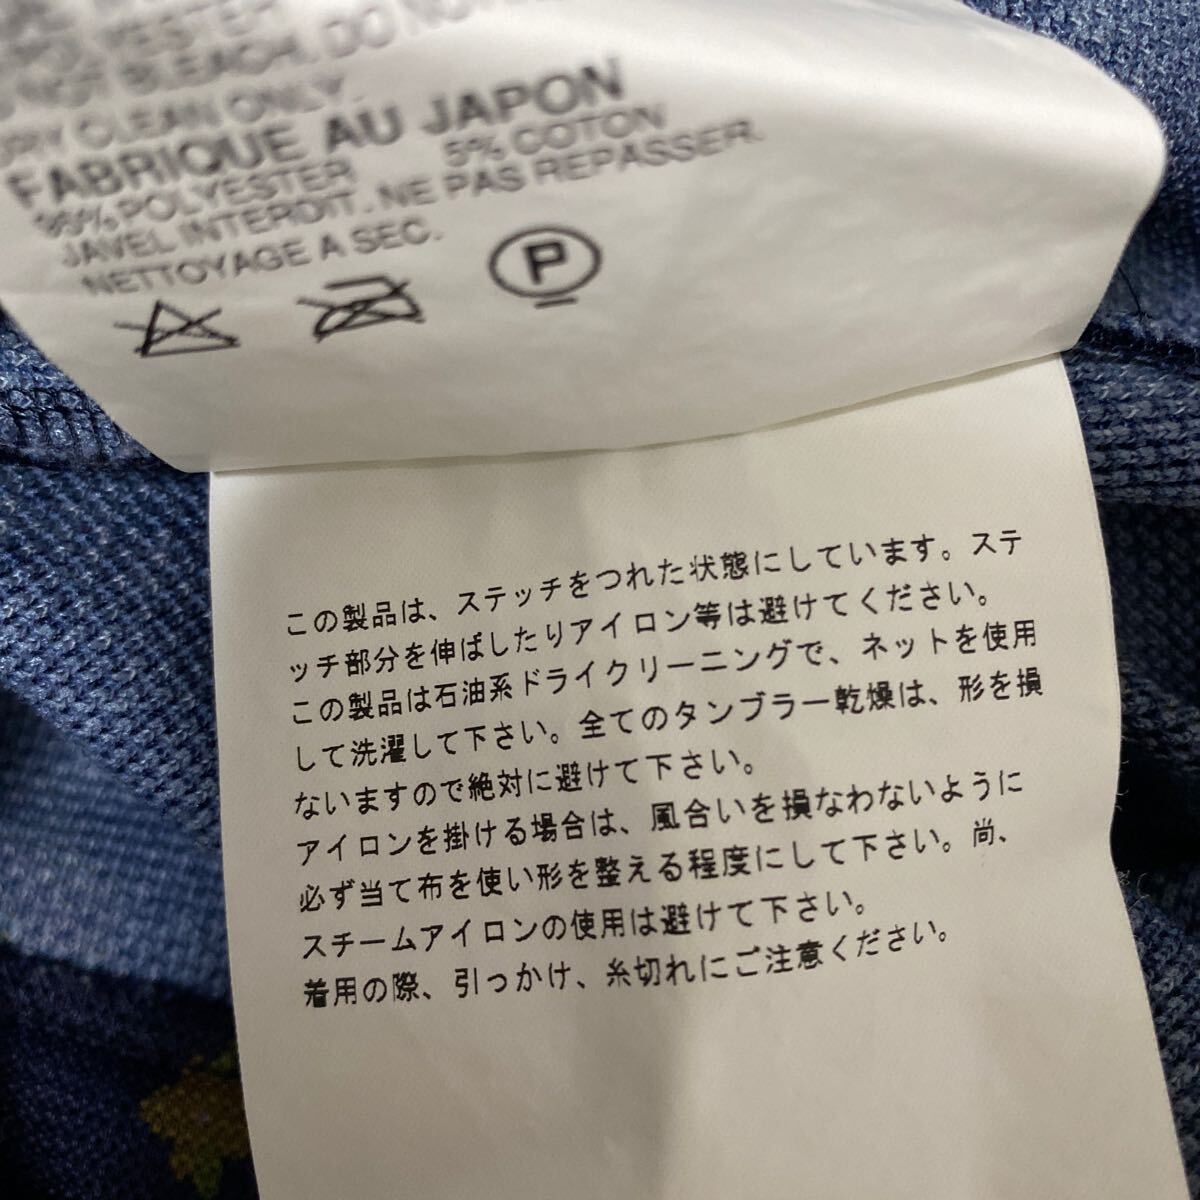 POLYESTER
NOT BLEACH. DO NOT
DRY CLEAN ONLY.
FABRIQUE AU JAPON
95% POLYESTER 5% COTON
JAVEL INTERDIT. NE PAS REPASSER.
NETTOYAGE A SEC.
P
この製品は、ステッチをつれた状態にしています。ステ
ッチ部分を伸ばしたりアイロン等は避けてください。
この製品は石油系ドライクリーニングで、ネットを使用
して洗濯して下さい。全てのタンブラー乾燥は、形を損
ないますので絶対に避けて下さい。
アイロンを掛ける場合は、風合いを損なわないように
必ず当て布を使い形を整える程度にして下さい。尚、
スチームアイロンの使用は避けて下さい。
着用の際、引っかけ、糸切れにご注意ください。